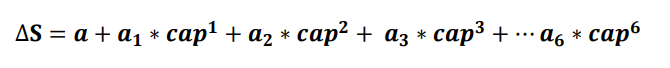 ΔS = a + a₁ * cap¹ + a₂ * cap² + a₃ * cap³ + ⋯ a₆ * cap⁶